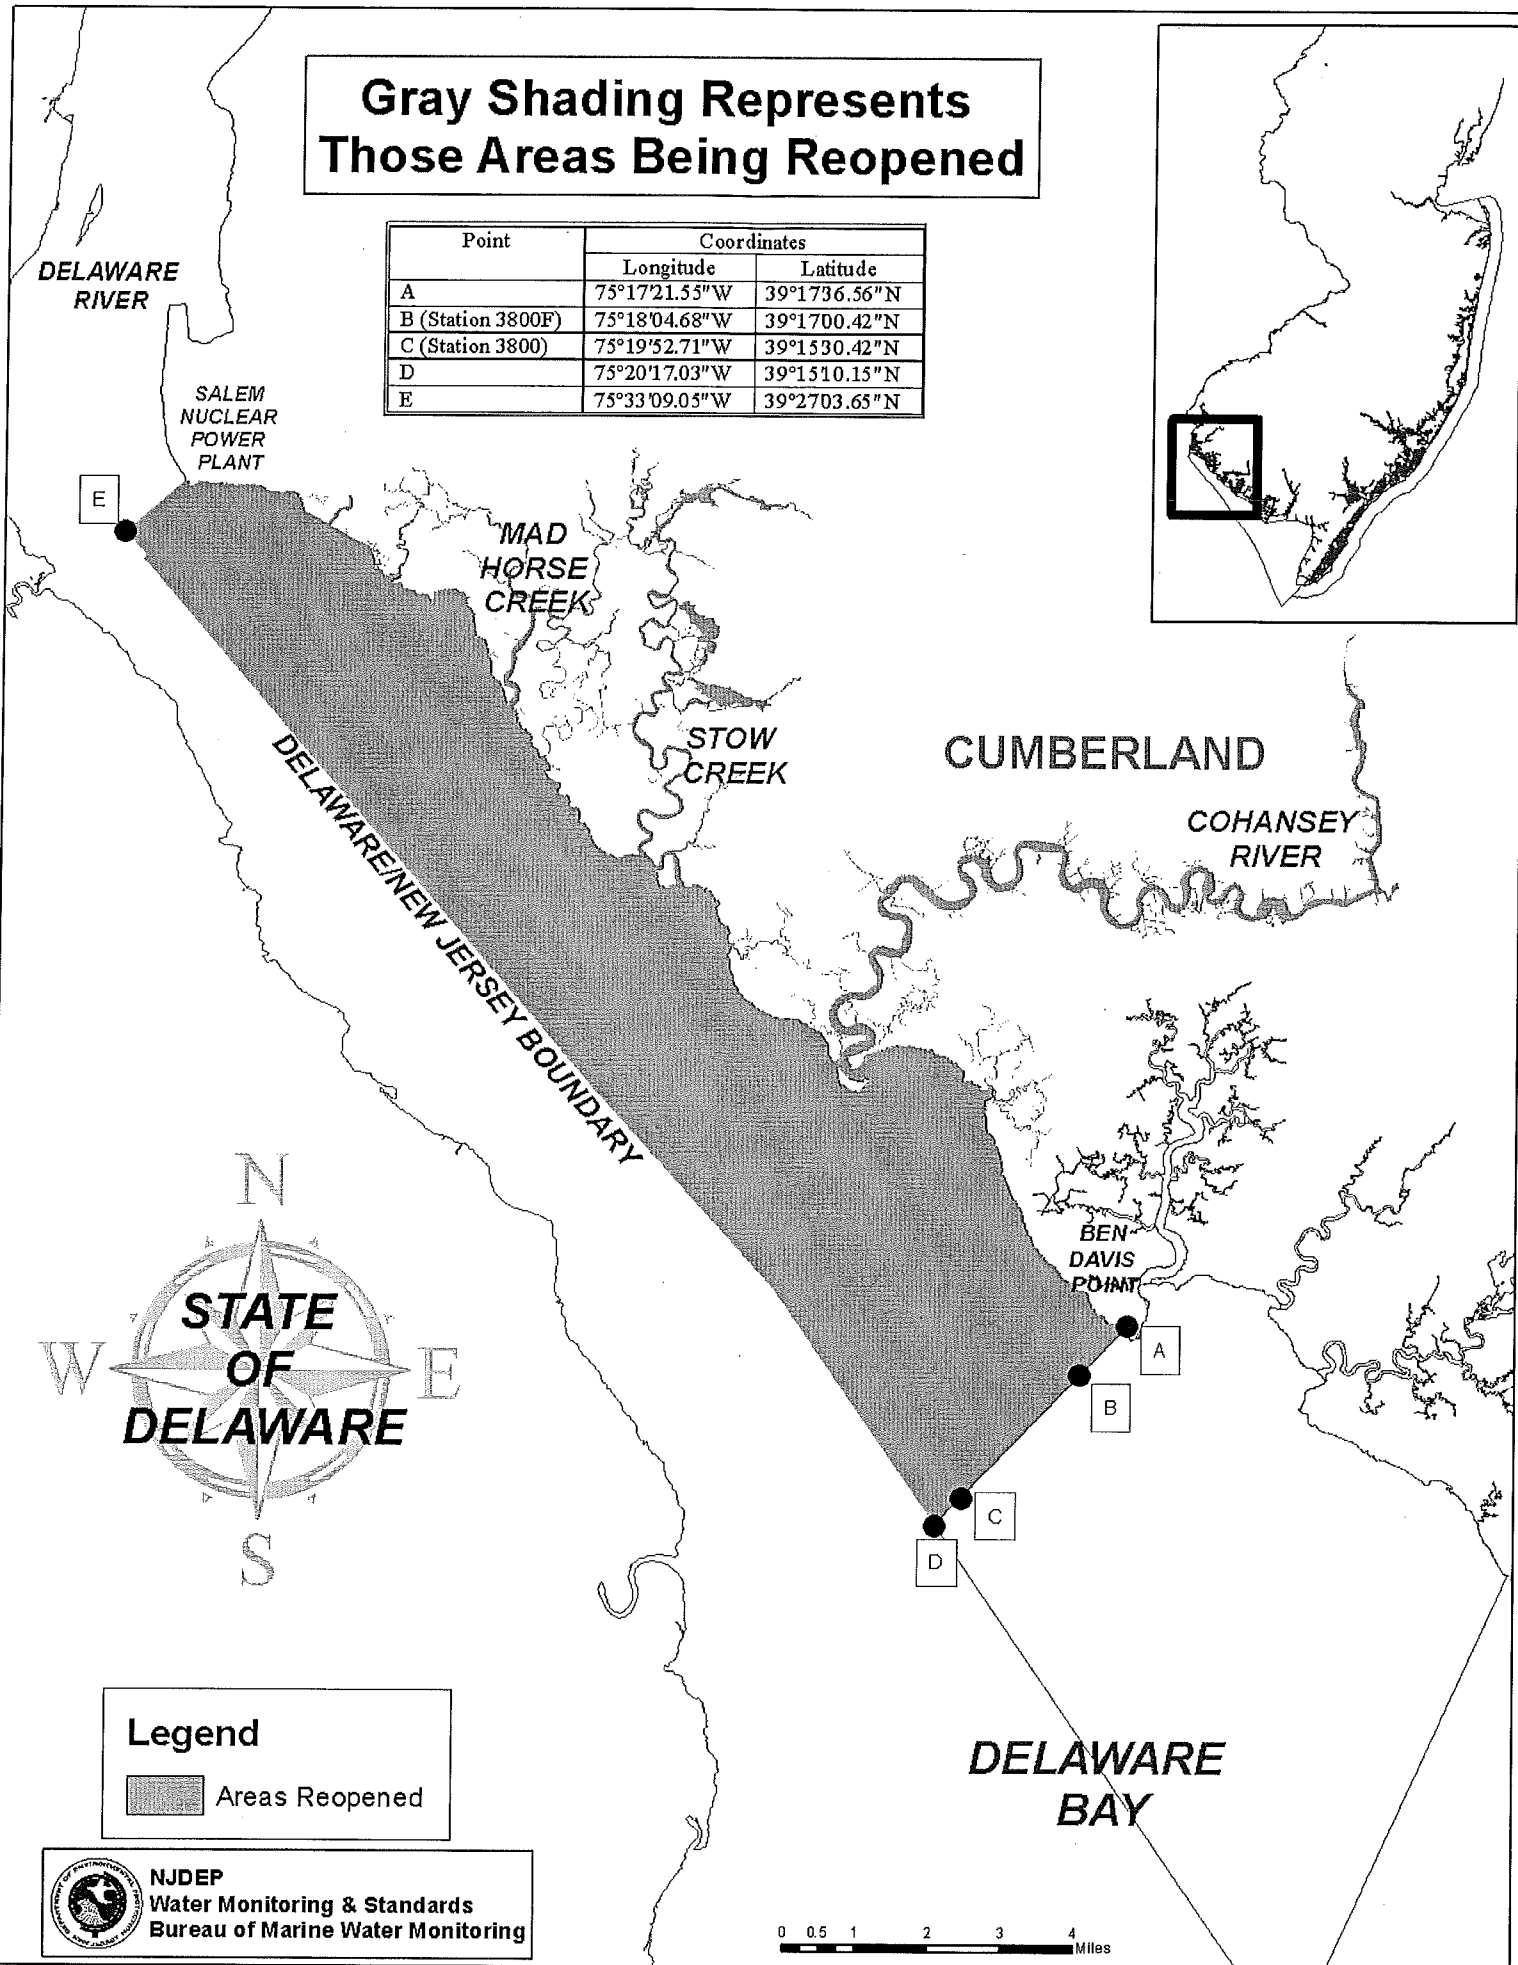 Gray Shading Represents
Those Areas Being Reopened
Point Coordinates
Longitude Latitude
A 75°17'21.55"W 39°17'36.56"N
B (Station 3800F) 75°18'04.68"W 39°17'00.42"N
C (Station 3800) 75°19'52.71"W 39°15'30.42"N
D 75°20'17.03"W 39°15'10.15"N
E 75°33'09.05"W 39°27'03.65"N
DELAWARE
RIVER
SALEM
NUCLEAR
POWER
PLANT
E
MAD
HORSE
CREEK
STOW
CREEK
CUMBERLAND
COHANSEY
RIVER
DELAWARE/NEW JERSEY BOUNDARY
BEN
DAVIS
POINT
A
B
C
D
N
W
E
S
STATE
OF
DELAWARE
DELAWARE
BAY
Legend
Areas Reopened
NJDEP
Water Monitoring & Standards
Bureau of Marine Water Monitoring
0 0.5 1 2 3 4
Miles